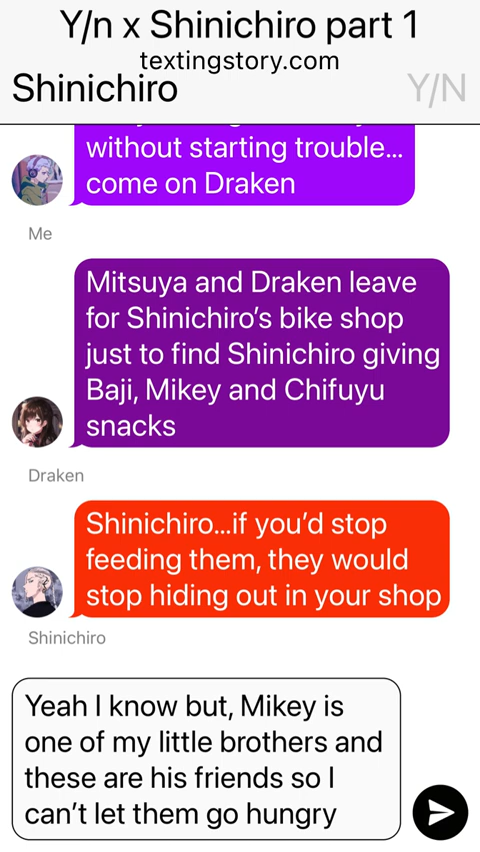 Y/n x Shinichiro part 1
textingstory.com
Shinichiro
Y/N
without starting trouble...
come on Draken
Me
Mitsuya and Draken leave
for Shinichiro's bike shop
just to find Shinichiro giving
Baji, Mikey and Chifuyu
snacks
Draken
Shinichiro...if you'd stop
feeding them, they would
stop hiding out in your shop
Shinichiro
Yeah I know but, Mikey is
one of my little brothers and
these are his friends so I
can't let them go hungry